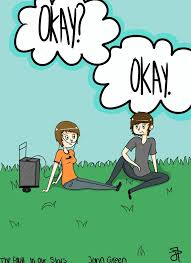 OKAY?
OKAY.
The Fault in our Stars John Green